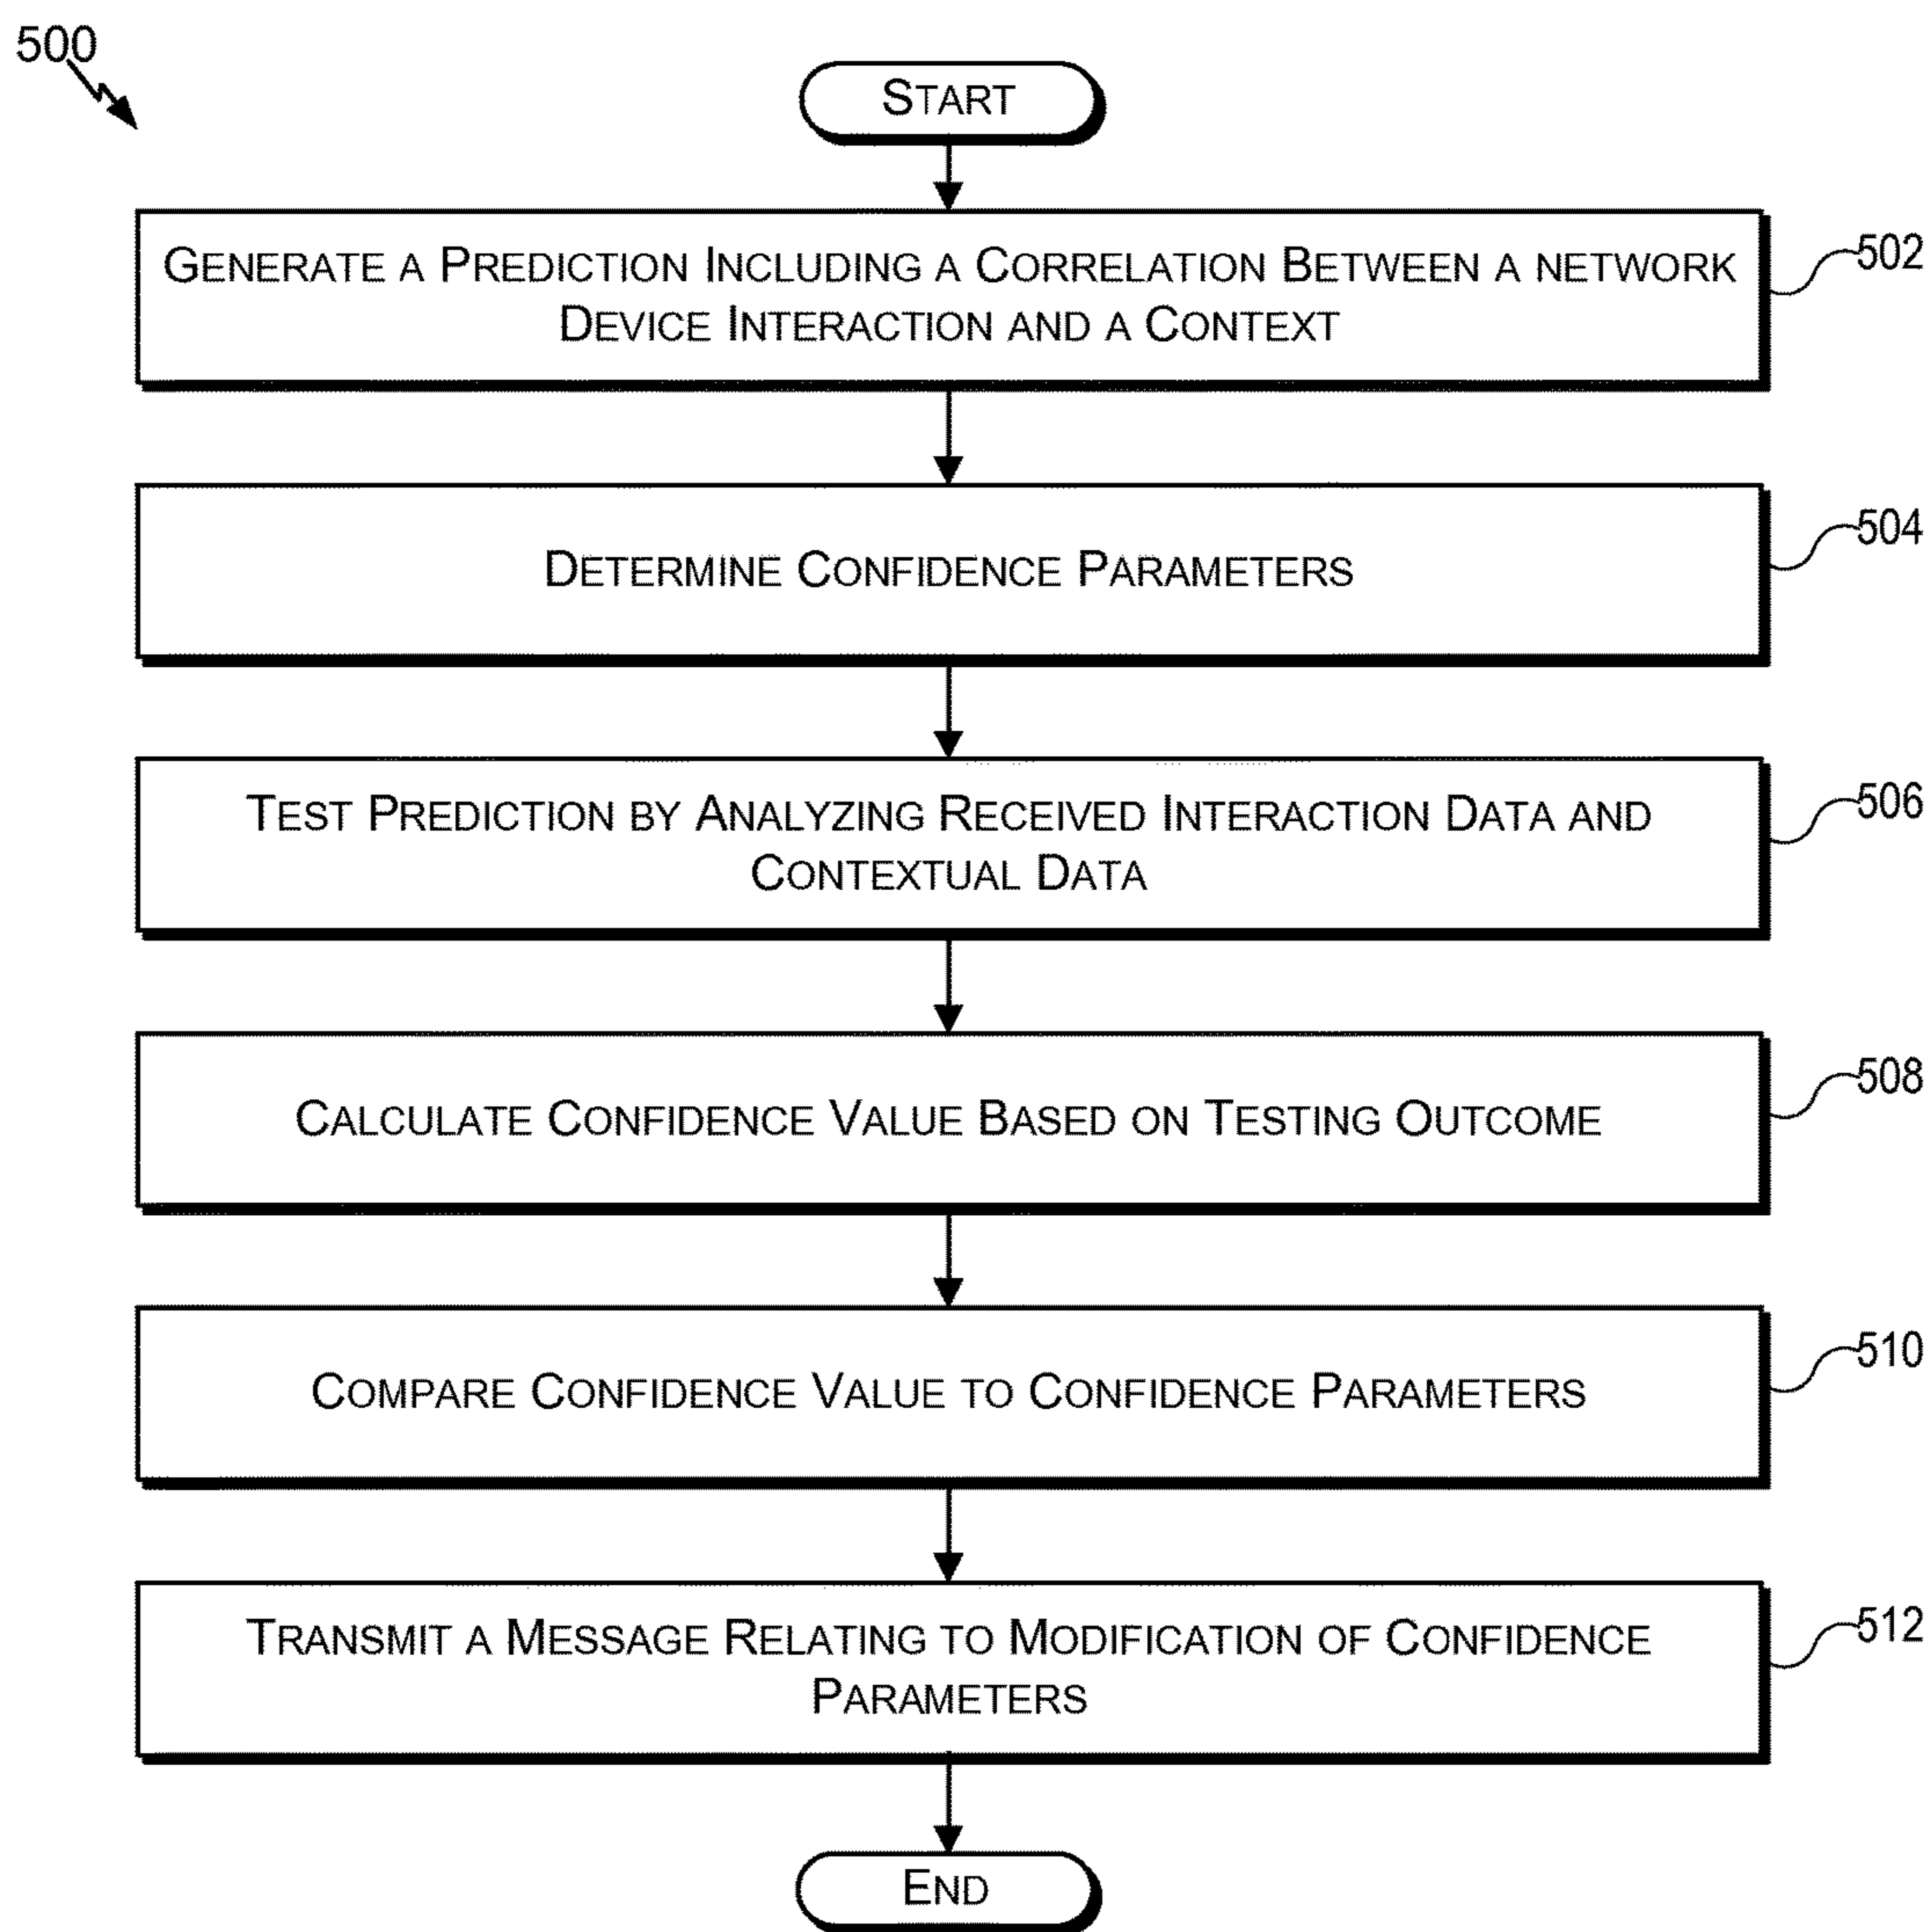 500
START
GENERATE A PREDICTION INCLUDING A CORRELATION BETWEEN A NETWORK
DEVICE INTERACTION AND A CONTEXT
502
DETERMINE CONFIDENCE PARAMETERS
504
TEST PREDICTION BY ANALYZING RECEIVED INTERACTION DATA AND
CONTEXTUAL DATA
506
CALCULATE CONFIDENCE VALUE BASED ON TESTING OUTCOME
508
COMPARE CONFIDENCE VALUE TO CONFIDENCE PARAMETERS
510
TRANSMIT A MESSAGE RELATING TO MODIFICATION OF CONFIDENCE
PARAMETERS
512
END